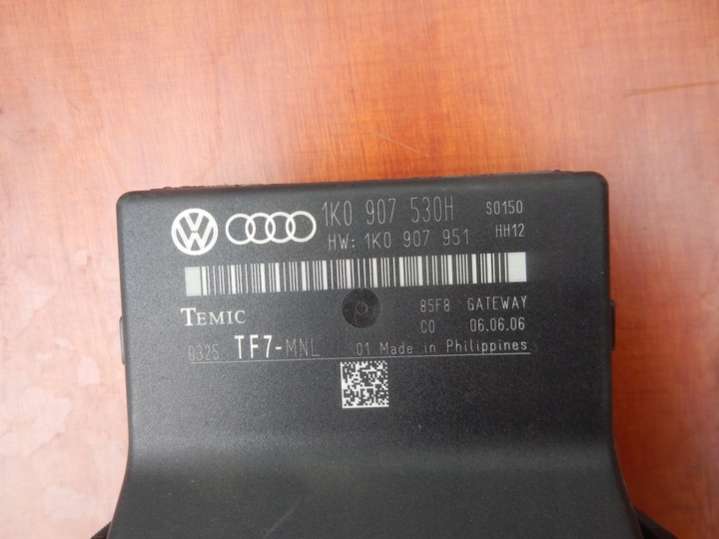 1K0 907 530H S0150
HW: 1K0 907 951 HH12
TEMIC 85F8 GATEWAY
C0 06.06.06
032S TF7-MNL 01 Made in Philippines